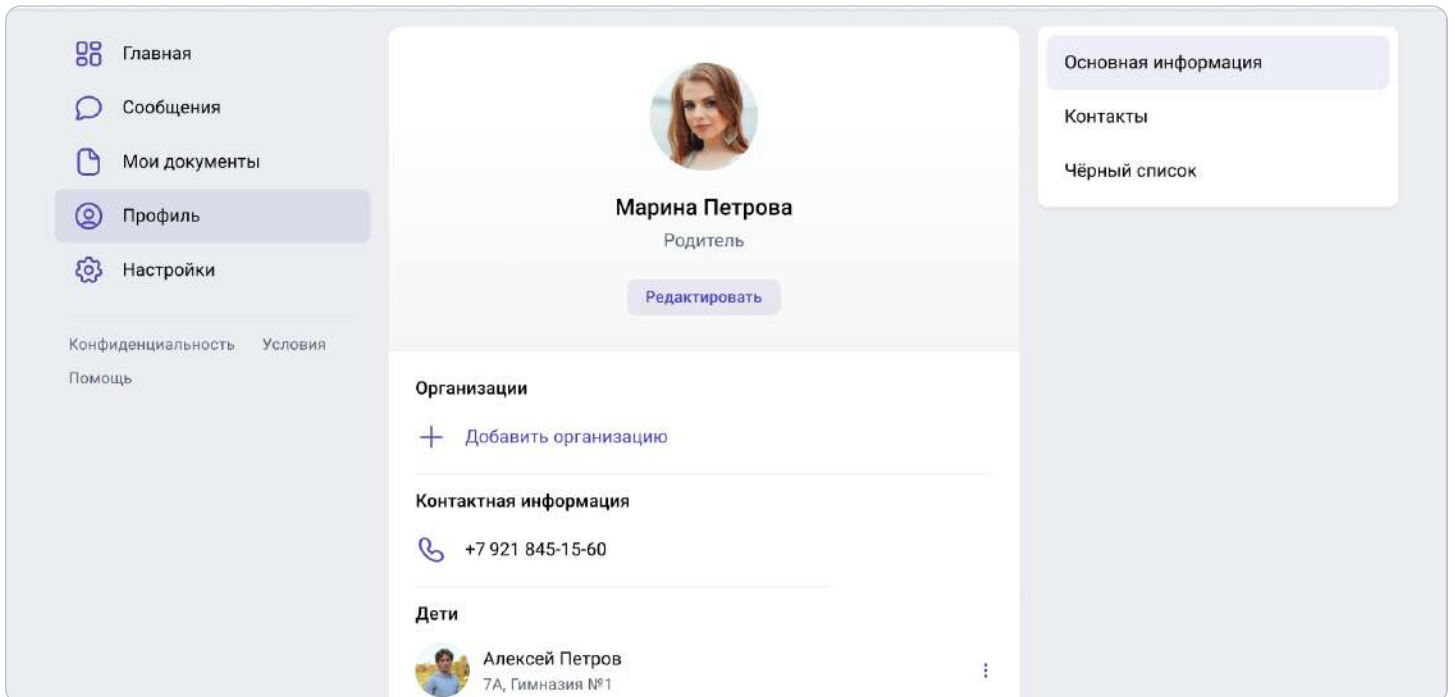 Главная
Сообщения
Мои документы
Профиль
Настройки
Конфиденциальность Условия
Помощь
Марина Петрова
Родитель
Редактировать
Организации
Добавить организацию
Контактная информация
+7 921 845-15-60
Дети
Алексей Петров
7А, Гимназия №1
Основная информация
Контакты
Чёрный список